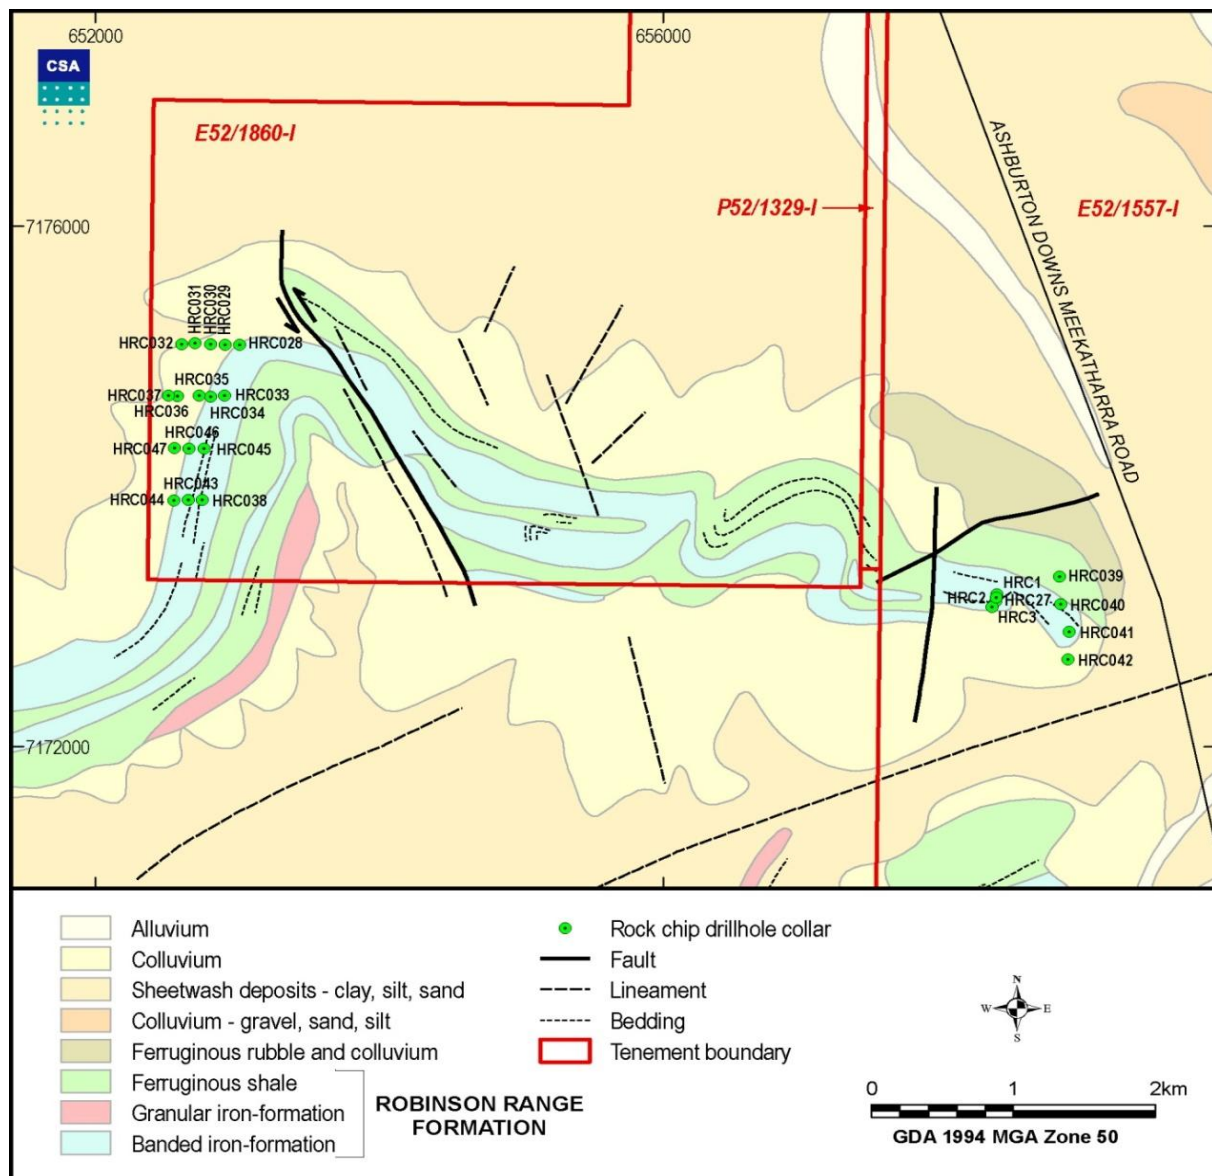 652000
656000
CSA
E52/1860-I
P52/1329-I
E52/1557-I
ASHBURTON DOWNS MEEKATHARRA ROAD
7176000
HRC031
HRC030
HRC029
HRC032
HRC028
HRC035
HRC037
HRC033
HRC036
HRC034
HRC046
HRC047
HRC045
HRC043
HRC044
HRC038
HRC1
HRC039
HRC2
HRC27
HRC040
HRC3
HRC041
HRC042
7172000
Alluvium
Colluvium
Sheetwash deposits - clay, silt, sand
Colluvium - gravel, sand, silt
Ferruginous rubble and colluvium
Ferruginous shale
Granular iron-formation
Banded iron-formation
ROBINSON RANGE
FORMATION
Rock chip drillhole collar
Fault
Lineament
Bedding
Tenement boundary
N
W E
S
0 1 2km
GDA 1994 MGA Zone 50